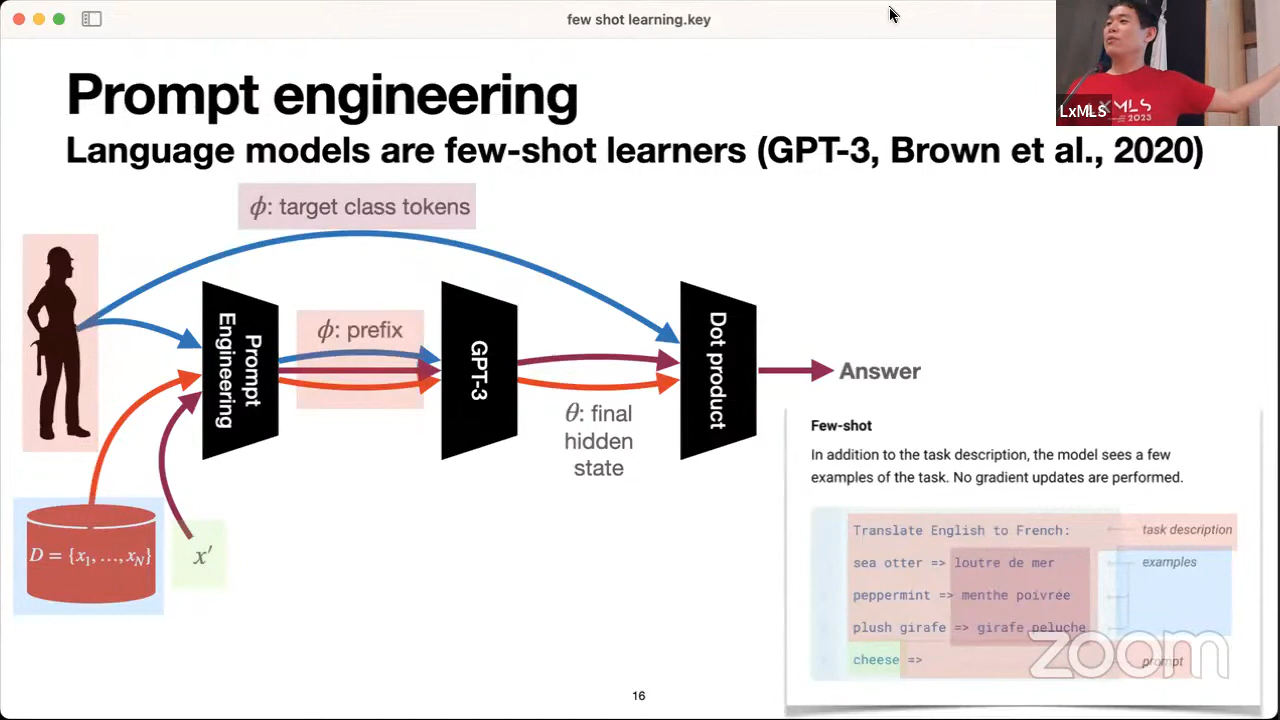 few shot learning.key
Prompt engineering
Language models are few-shot learners (GPT-3, Brown et al., 2020)
LxMLS
LXMLS
2023
ϕ: target class tokens
Prompt
Engineering
ϕ: prefix
GPT-3
θ: final
hidden
state
Dot product
Answer
D = {x₁, …, x_N}
x′
Few-shot
In addition to the task description, the model sees a few
examples of the task. No gradient updates are performed.
Translate English to French: task description
sea otter => loutre de mer examples
peppermint => menthe poivrée
plush girafe => girafe peluche
cheese => prompt
zoom
16